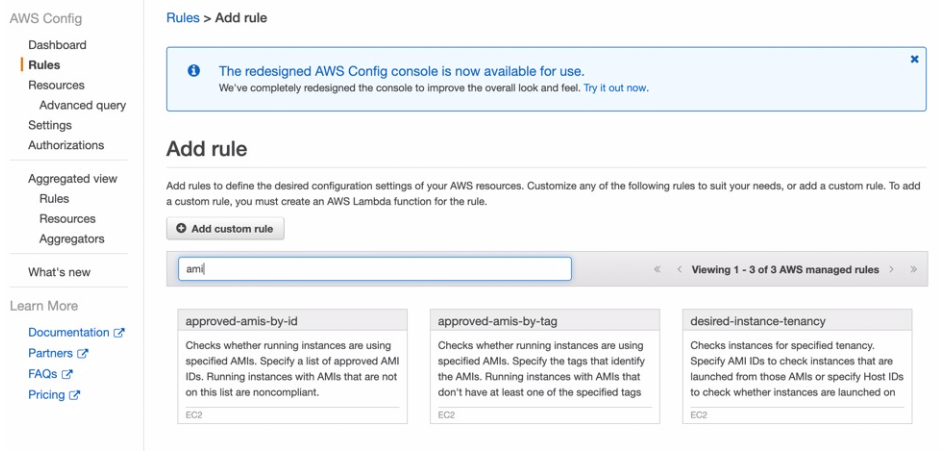 AWS Config
Dashboard
Rules
Resources
Advanced query
Settings
Authorizations
Aggregated view
Rules
Resources
Aggregators
What's new
Learn More
Documentation
Partners
FAQs
Pricing
Rules > Add rule
The redesigned AWS Config console is now available for use.
We've completely redesigned the console to improve the overall look and feel. Try it out now.
Add rule
Add rules to define the desired configuration settings of your AWS resources. Customize any of the following rules to suit your needs, or add a custom rule. To add
a custom rule, you must create an AWS Lambda function for the rule.
Add custom rule
ami
« < Viewing 1 - 3 of 3 AWS managed rules > »
approved-amis-by-id
Checks whether running instances are using
specified AMIs. Specify a list of approved AMI
IDs. Running instances with AMIs that are not
on this list are noncompliant.
EC2
approved-amis-by-tag
Checks whether running instances are using
specified AMIs. Specify the tags that identify
the AMIs. Running instances with AMIs that
don't have at least one of the specified tags
EC2
desired-instance-tenancy
Checks instances for specified tenancy.
Specify AMI IDs to check instances that are
launched from those AMIs or specify Host IDs
to check whether instances are launched on
EC2